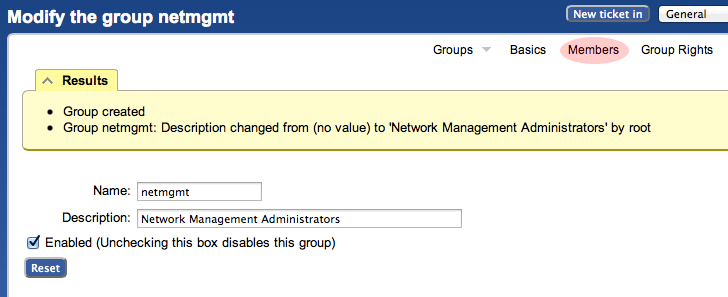 Modify the group netmgmt
New ticket in General
Groups Basics Members Group Rights
Results
Group created
Group netmgmt: Description changed from (no value) to 'Network Management Administrators' by root
Name: netmgmt
Description: Network Management Administrators
Enabled (Unchecking this box disables this group)
Reset